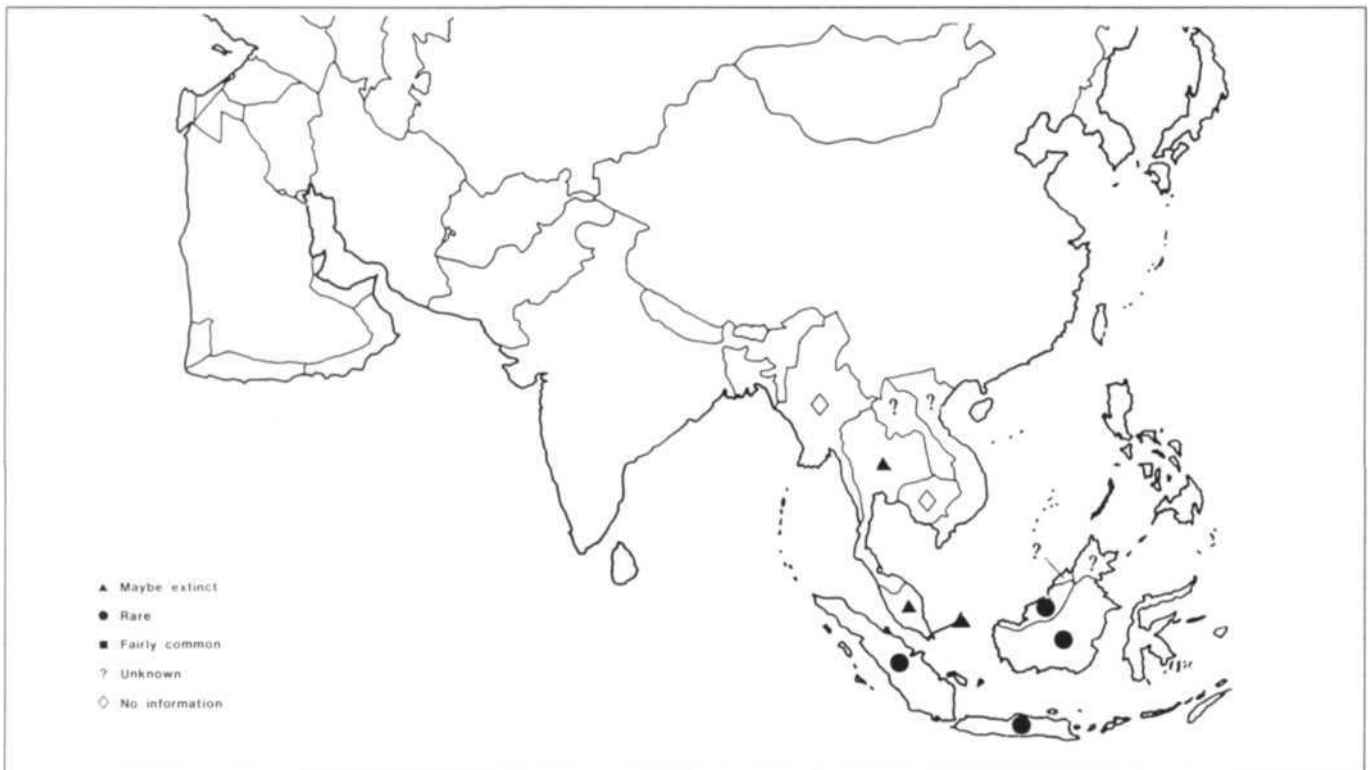 ? ?
? ?
▲ Maybe extinct
● Rare
■ Fairly common
? Unknown
◇ No information